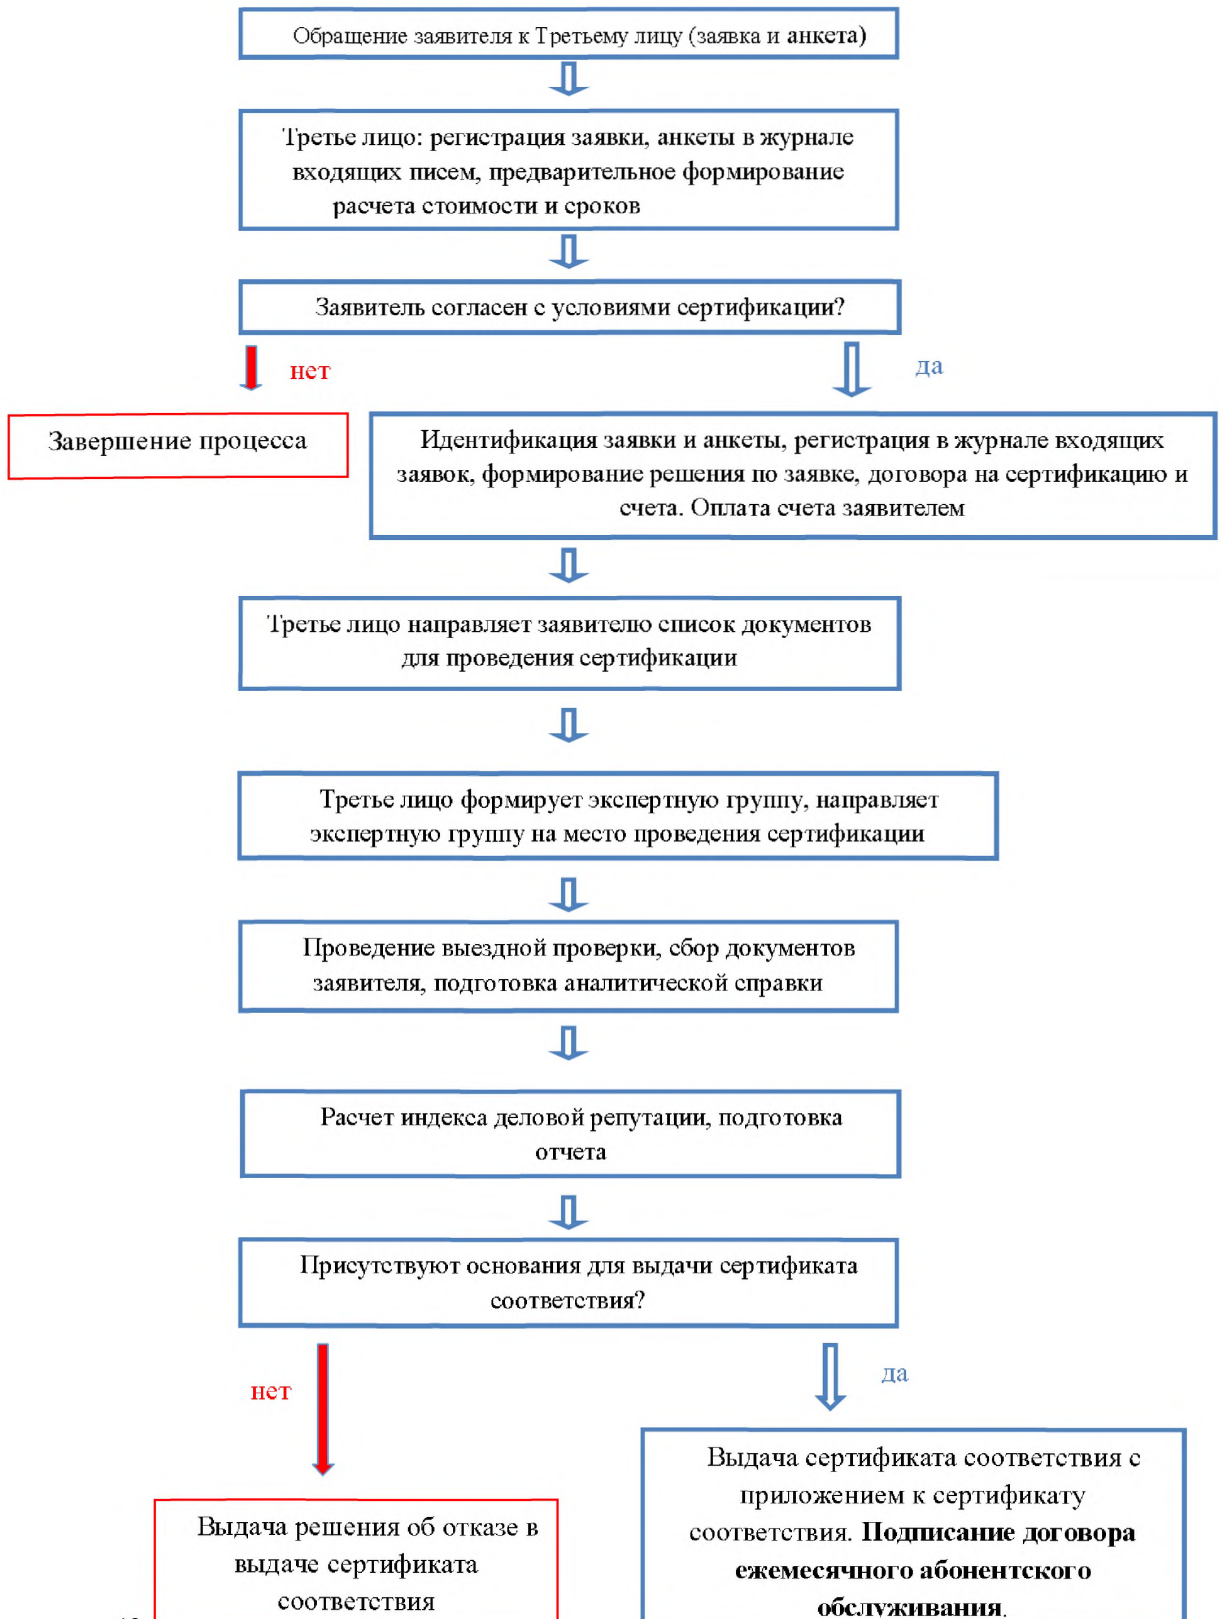 Обращение заявителя к Третьему лицу (заявка и анкета)
Третье лицо: регистрация заявки, анкеты в журнале
входящих писем, предварительное формирование
расчета стоимости и сроков
Заявитель согласен с условиями сертификации?
нет
да
Завершение процесса
Идентификация заявки и анкеты, регистрация в журнале входящих
заявок, формирование решения по заявке, договора на сертификацию и
счета. Оплата счета заявителем
Третье лицо направляет заявителю список документов
для проведения сертификации
Третье лицо формирует экспертную группу, направляет
экспертную группу на место проведения сертификации
Проведение выездной проверки, сбор документов
заявителя, подготовка аналитической справки
Расчет индекса деловой репутации, подготовка
отчета
Присутствуют основания для выдачи сертификата
соответствия?
нет
да
Выдача решения об отказе в
выдаче сертификата
соответствия
Выдача сертификата соответствия с
приложением к сертификату
соответствия. Подписание договора
ежемесячного абонентского
обслуживания.